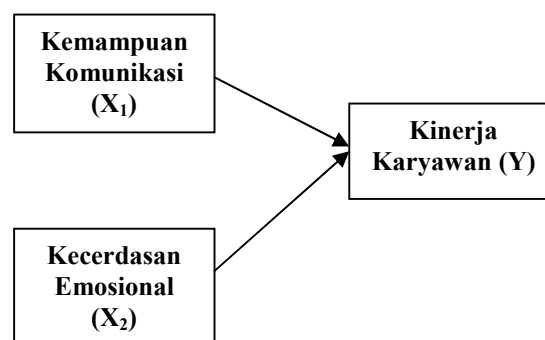 Kemampuan
Komunikasi
(X₁)
Kinerja
Karyawan (Y)
Kecerdasan
Emosional
(X₂)